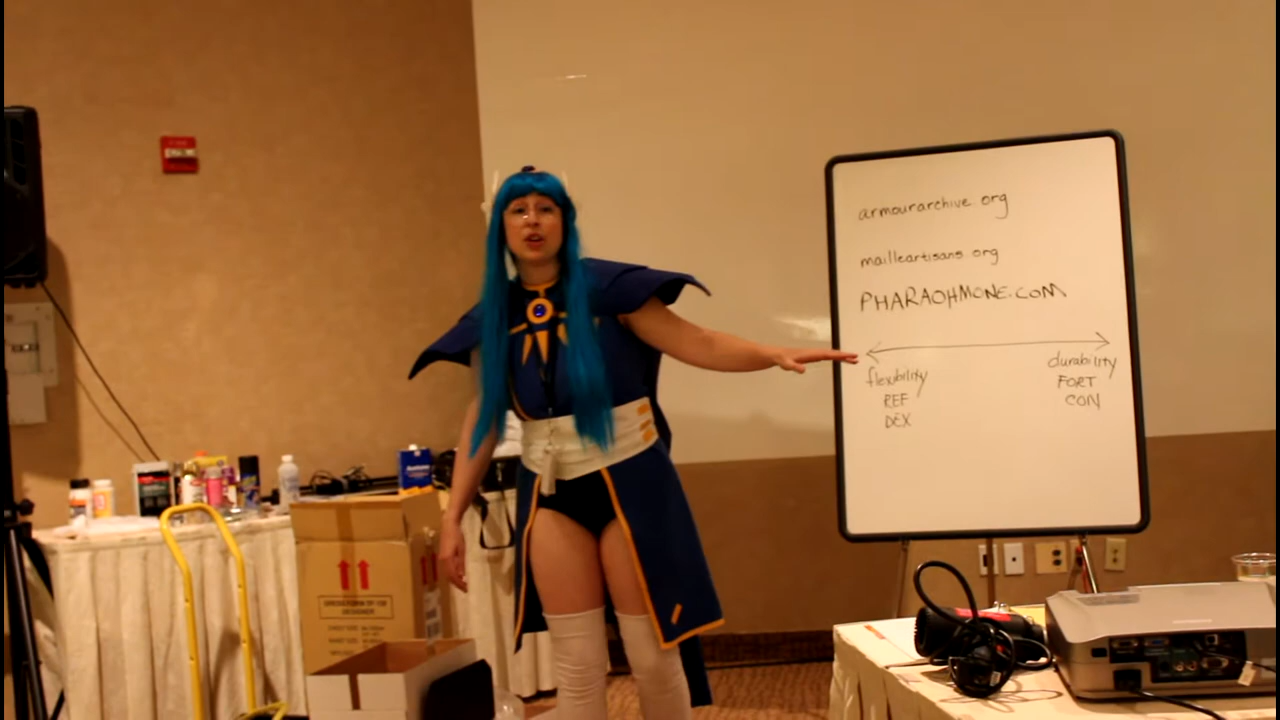 armourarchive.org
mailleartisans.org
PHARAOHMONE.COM
flexibility
REF
DEX
durability
FORT
CON